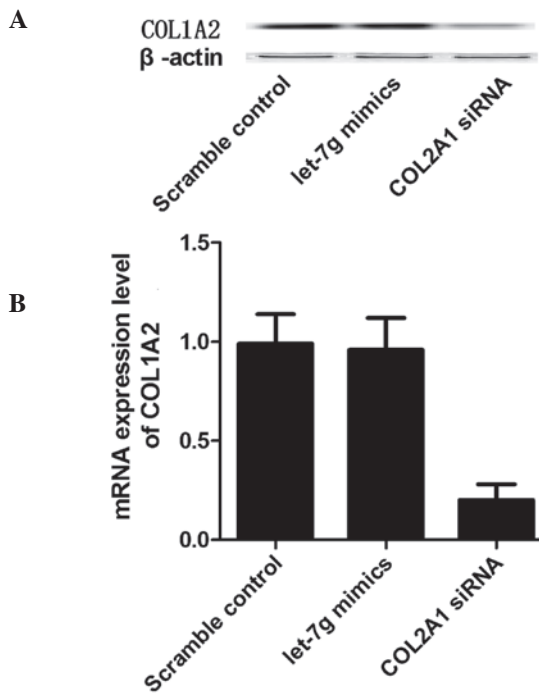 A
COL1A2
β -actin
Scramble control
let-7g mimics
COL2A1 siRNA
B
mRNA expression level
of COL1A2
1.5
1.0
0.5
0.0
Scramble control
let-7g mimics
COL2A1 siRNA